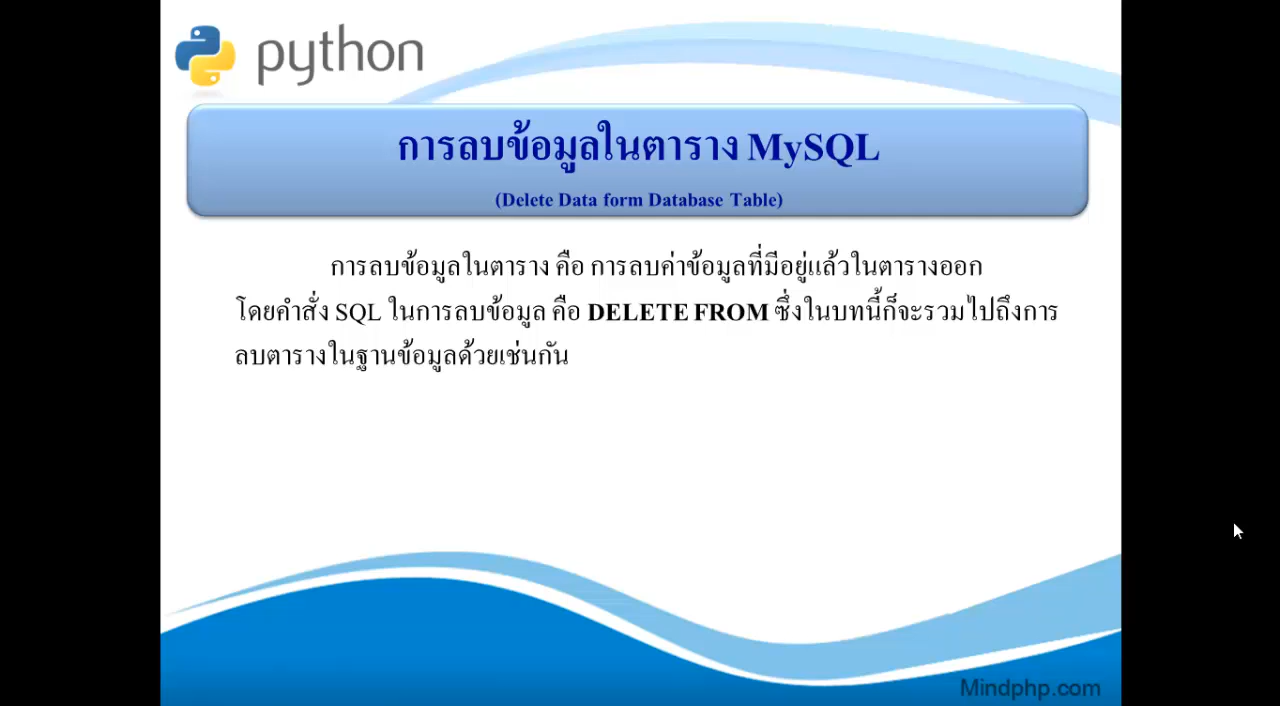 python
การลบข้อมูลในตาราง MySQL
(Delete Data form Database Table)
การลบข้อมูลในตาราง คือ การลบค่าข้อมูลที่มีอยู่แล้วในตารางออก
โดยคำสั่ง SQL ในการลบข้อมูล คือ DELETE FROM ซึ่งในบทนี้ก็จะรวมไปถึงการ
ลบตารางในฐานข้อมูลด้วยเช่นกัน
Mindphp.com